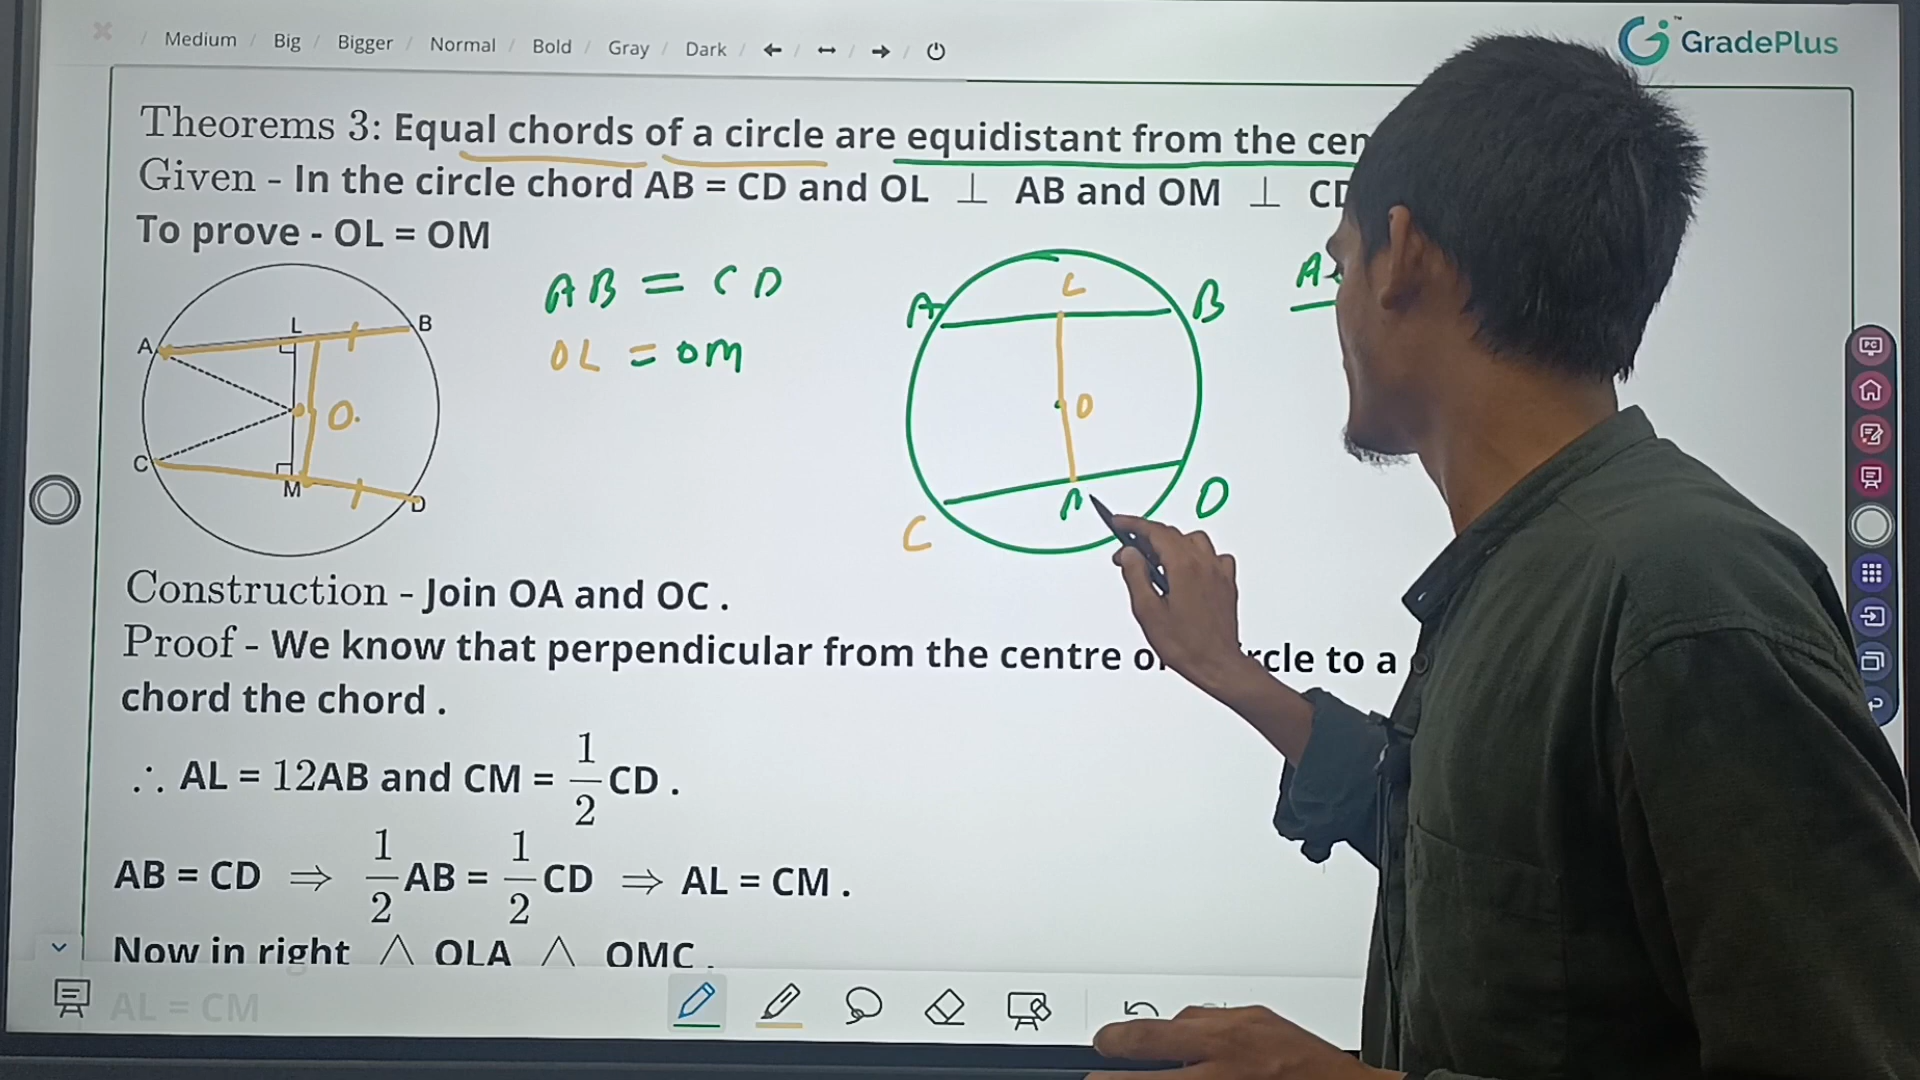 Medium / Big / Bigger / Normal / Bold / Gray / Dark /
GradePlus
Theorems 3: Equal chords of a circle are equidistant from the
Given - In the circle chord AB = CD and OL ⊥ AB and OM ⊥
To prove - OL = OM
AB = CD
OL = OM
A L B
O.
C M D
A L B
O
C M D
Construction - Join OA and OC .
Proof - We know that perpendicular from the centre to a
chord the chord .
∴ AL = 12AB and CM = 1/2 CD .
AB = CD ⇒ 1/2 AB = 1/2 CD ⇒ AL = CM .
Now in right △ OLA △ OMC .
AL = CM
PC